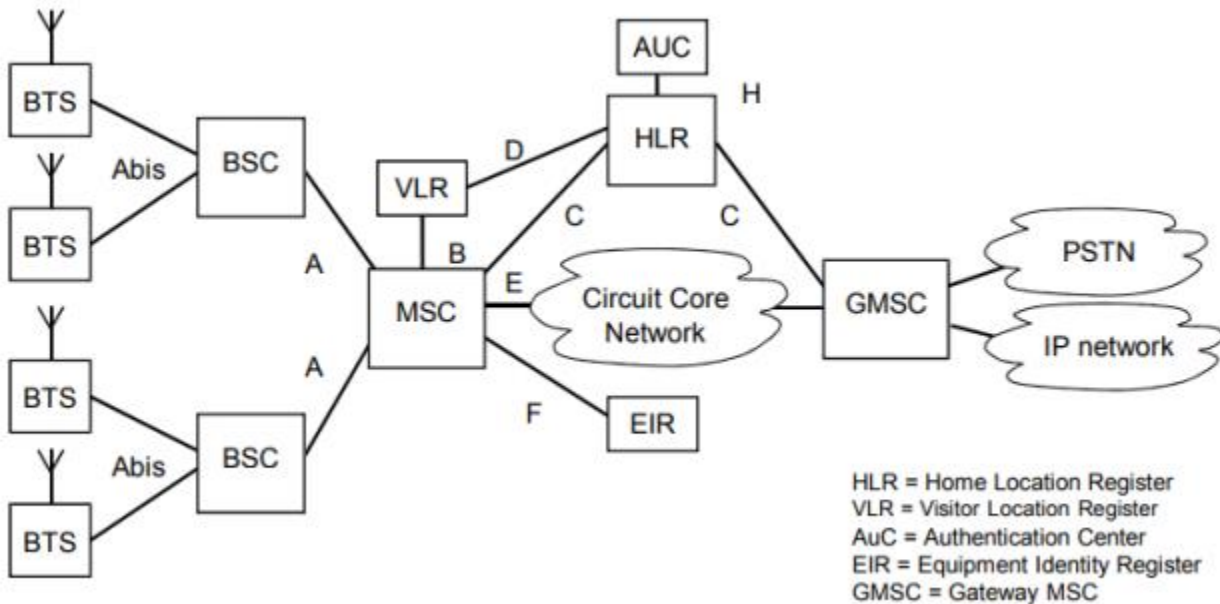 AUC
BTS
H
BSC
HLR
D
Abis
VLR
BTS
C
C
PSTN
A
B
E
Circuit Core
Network
MSC
GMSC
IP network
A
BTS
F
EIR
BSC
Abis
BTS
HLR = Home Location Register
VLR = Visitor Location Register
AuC = Authentication Center
EIR = Equipment Identity Register
GMSC = Gateway MSC